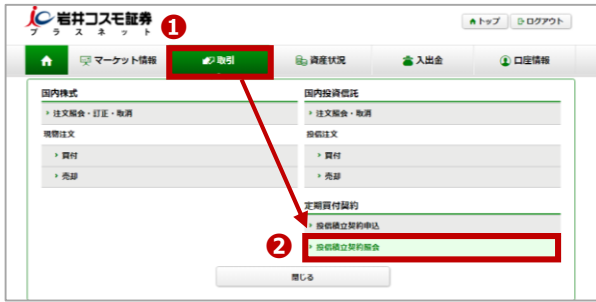 岩井コスモ証券
プラスネット
❶
トップ ログアウト
マーケット情報 取引 資産状況 入出金 口座情報
国内株式 国内投資信託
注文照会・訂正・取消 注文照会・取消
現物注文 投信注文
買付 買付
売却 売却
定期買付契約
投信積立契約申込
❷ 投信積立契約照会
閉じる